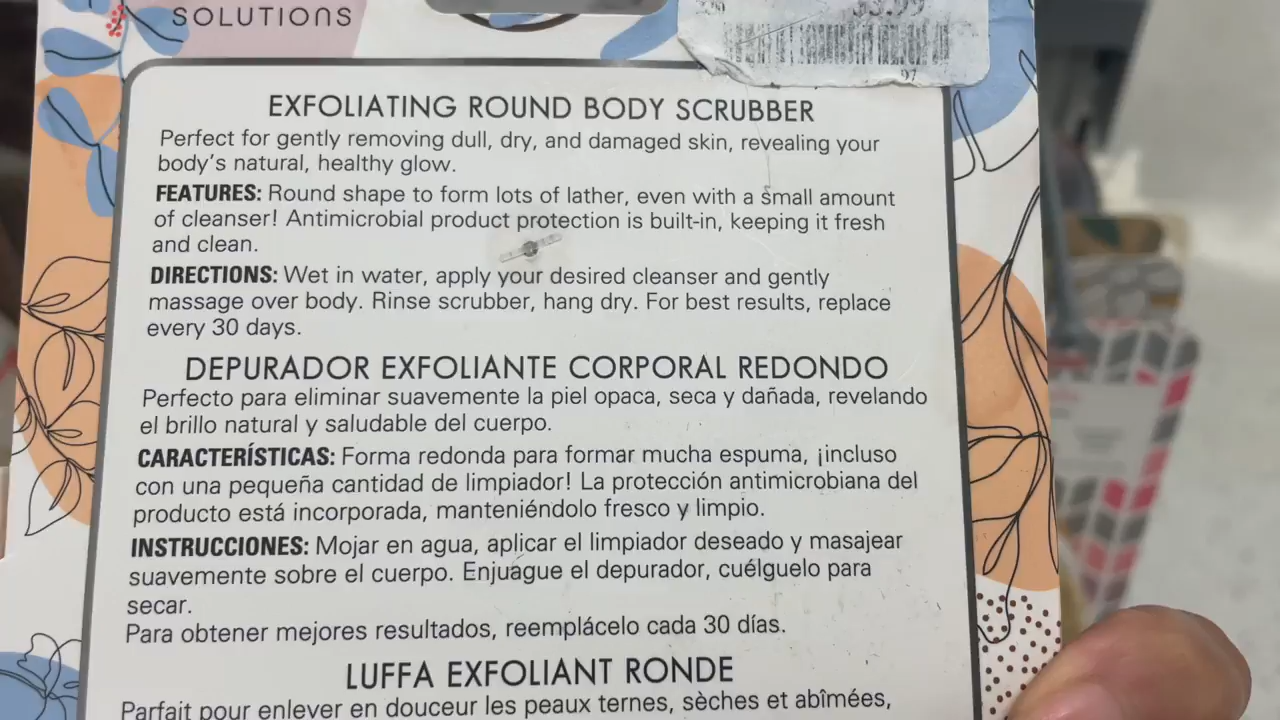 SOLUTIONS
EXFOLIATING ROUND BODY SCRUBBER
Perfect for gently removing dull, dry, and damaged skin, revealing your
body's natural, healthy glow.
FEATURES: Round shape to form lots of lather, even with a small amount
of cleanser! Antimicrobial product protection is built-in, keeping it fresh
and clean.
DIRECTIONS: Wet in water, apply your desired cleanser and gently
massage over body. Rinse scrubber, hang dry. For best results, replace
every 30 days.
DEPURADOR EXFOLIANTE CORPORAL REDONDO
Perfecto para eliminar suavemente la piel opaca, seca y dañada, revelando
el brillo natural y saludable del cuerpo.
CARACTERÍSTICAS: Forma redonda para formar mucha espuma, ¡incluso
con una pequeña cantidad de limpiador! La protección antimicrobiana del
producto está incorporada, manteniéndolo fresco y limpio.
INSTRUCCIONES: Mojar en agua, aplicar el limpiador deseado y masajear
suavemente sobre el cuerpo. Enjuague el depurador, cuélguelo para
secar.
Para obtener mejores resultados, reemplácelo cada 30 días.
LUFFA EXFOLIANT RONDE
Parfait pour enlever en douceur les peaux ternes, sèches et abîmées,